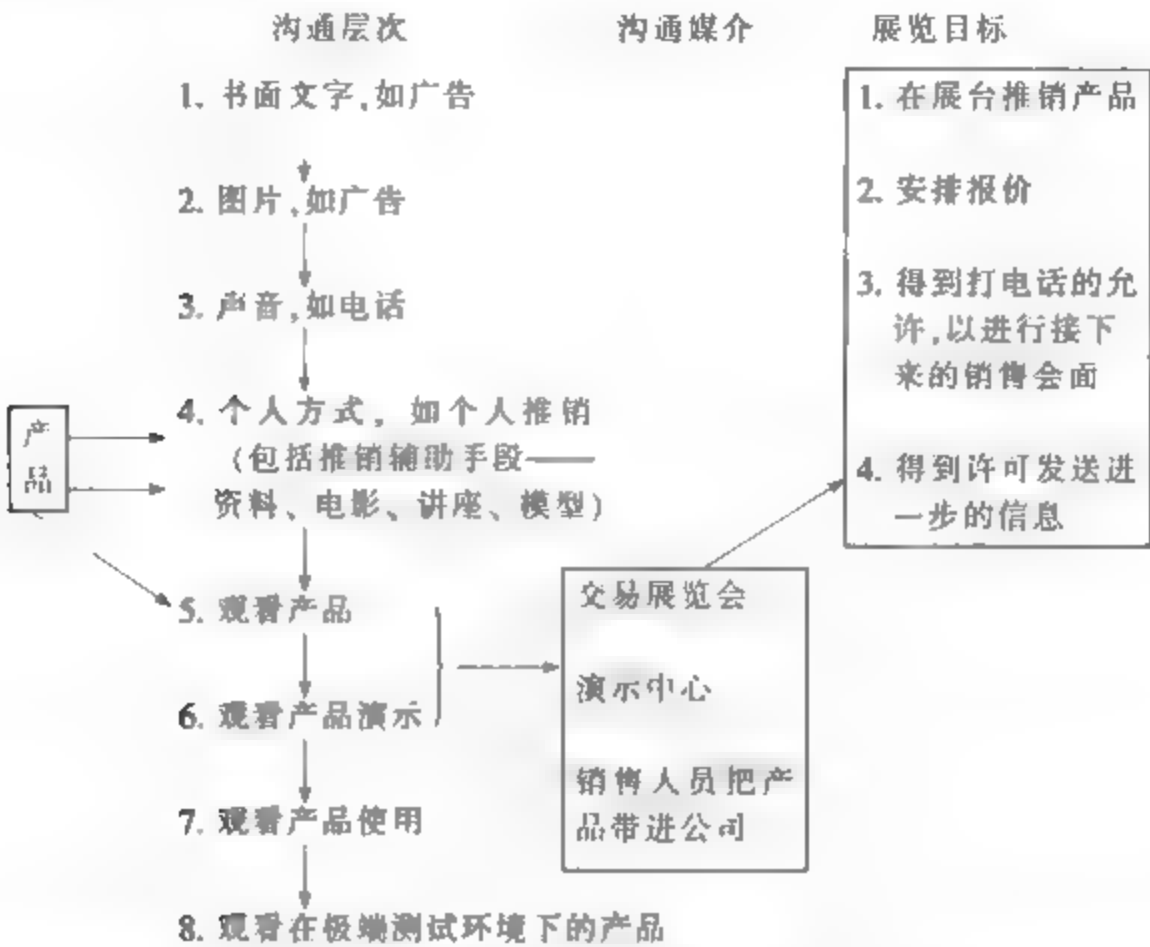 沟通层次
沟通媒介
展览目标
1. 书面文字,如广告
2. 图片,如广告
3. 声音,如电话
4. 个人方式，如个人推销
(包括推销辅助手段——
资料、电影、讲座、模型)
5. 观看产品
6. 观看产品演示
7. 观看产品使用
8. 观看在极端测试环境下的产品
产
品
交易展览会
演示中心
销售人员把产
品带进公司
1. 在展台推销产品
2. 安排报价
3. 得到打电话的允
许,以进行接下
来的销售会面
4. 得到许可发送进
一步的信息